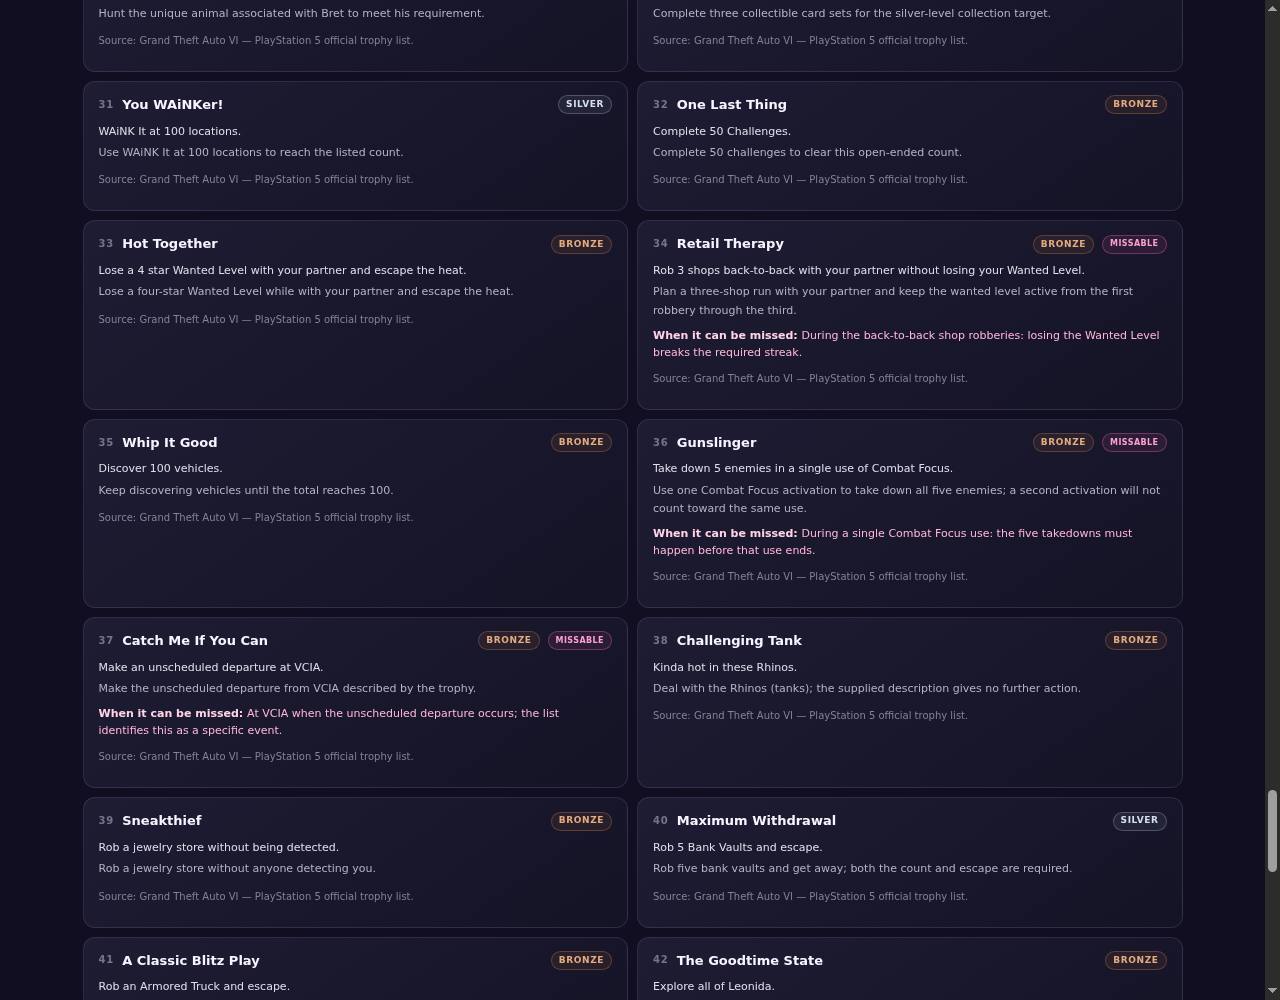 Hunt the unique animal associated with Bret to meet his requirement.
Source: Grand Theft Auto VI — PlayStation 5 official trophy list.
Complete three collectible card sets for the silver-level collection target.
Source: Grand Theft Auto VI — PlayStation 5 official trophy list.
31 You WAiNKer! SILVER
WAiNK It at 100 locations.
Use WAiNK It at 100 locations to reach the listed count.
Source: Grand Theft Auto VI — PlayStation 5 official trophy list.
32 One Last Thing BRONZE
Complete 50 Challenges.
Complete 50 challenges to clear this open-ended count.
Source: Grand Theft Auto VI — PlayStation 5 official trophy list.
33 Hot Together BRONZE
Lose a 4 star Wanted Level with your partner and escape the heat.
Lose a four-star Wanted Level while with your partner and escape the heat.
Source: Grand Theft Auto VI — PlayStation 5 official trophy list.
34 Retail Therapy BRONZE MISSABLE
Rob 3 shops back-to-back with your partner without losing your Wanted Level.
Plan a three-shop run with your partner and keep the wanted level active from the first
robbery through the third.
When it can be missed: During the back-to-back shop robberies: losing the Wanted Level
breaks the required streak.
Source: Grand Theft Auto VI — PlayStation 5 official trophy list.
35 Whip It Good BRONZE
Discover 100 vehicles.
Keep discovering vehicles until the total reaches 100.
Source: Grand Theft Auto VI — PlayStation 5 official trophy list.
36 Gunslinger BRONZE MISSABLE
Take down 5 enemies in a single use of Combat Focus.
Use one Combat Focus activation to take down all five enemies; a second activation will not
count toward the same use.
When it can be missed: During a single Combat Focus use: the five takedowns must
happen before that use ends.
Source: Grand Theft Auto VI — PlayStation 5 official trophy list.
37 Catch Me If You Can BRONZE MISSABLE
Make an unscheduled departure at VCIA.
Make the unscheduled departure from VCIA described by the trophy.
When it can be missed: At VCIA when the unscheduled departure occurs; the list
identifies this as a specific event.
Source: Grand Theft Auto VI — PlayStation 5 official trophy list.
38 Challenging Tank BRONZE
Kinda hot in these Rhinos.
Deal with the Rhinos (tanks); the supplied description gives no further action.
Source: Grand Theft Auto VI — PlayStation 5 official trophy list.
39 Sneakthief BRONZE
Rob a jewelry store without being detected.
Rob a jewelry store without anyone detecting you.
Source: Grand Theft Auto VI — PlayStation 5 official trophy list.
40 Maximum Withdrawal SILVER
Rob 5 Bank Vaults and escape.
Rob five bank vaults and get away; both the count and escape are required.
Source: Grand Theft Auto VI — PlayStation 5 official trophy list.
41 A Classic Blitz Play BRONZE
Rob an Armored Truck and escape.
42 The Goodtime State BRONZE
Explore all of Leonida.